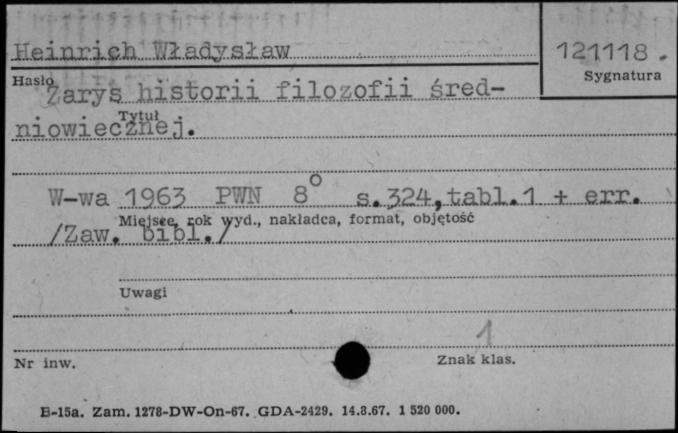 Heinrich Władysław
121118.
Hasło
Sygnatura
Zarys historii filozofii śred-
Tytuł
niowiecznej.
W-wa 1963 PWN 8° s.324,tabl.1 + err.
Miejsce, rok wyd., nakładca, format, objętość
/Zaw. bibl./
Uwagi
1
Nr inw.
Znak klas.
B-15a. Zam. 1278-DW-On-67. GDA-2429. 14.8.67. 1 520 000.